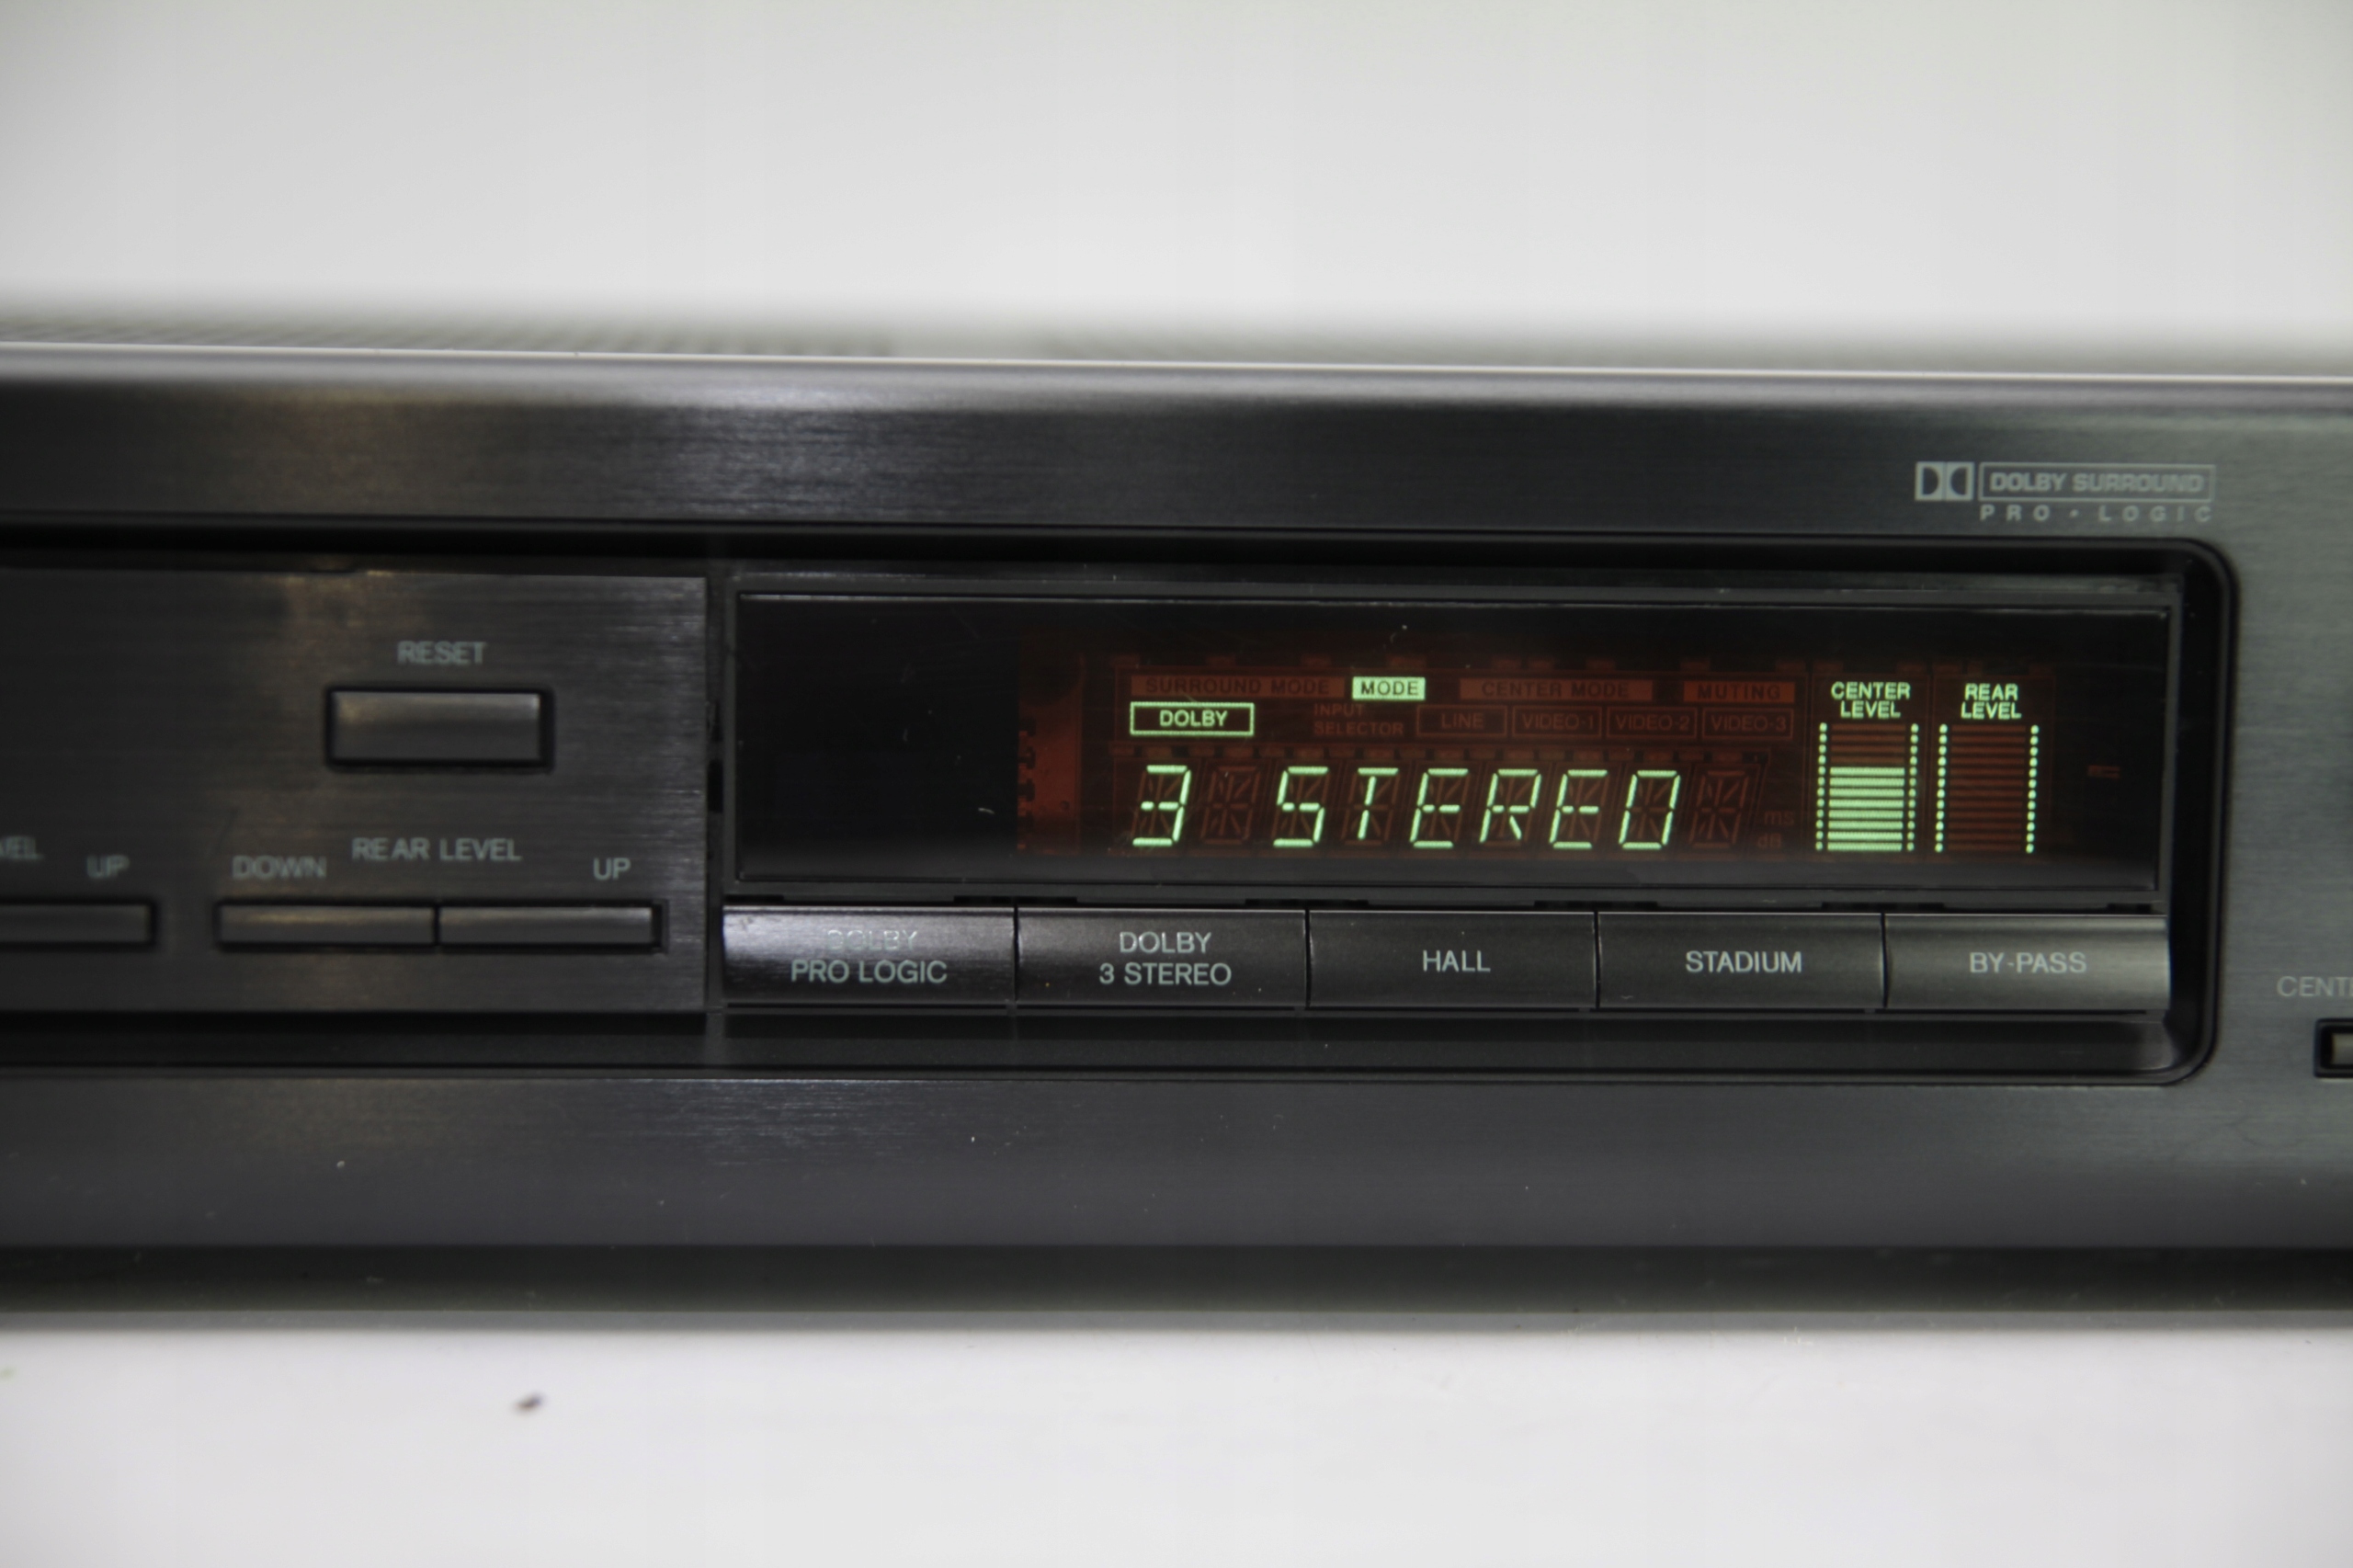 DOLBY SURROUND
PRO · LOGIC
RESET
SURROUND MODE MODE CENTER MODE MUTING
DOLBY INPUT SELECTOR LINE VIDEO-1 VIDEO-2 VIDEO-3
CENTER LEVEL
REAR LEVEL
3 STEREO
ms
dB
UP
REAR LEVEL
DOWN UP
DOLBY PRO LOGIC
DOLBY 3 STEREO
HALL
STADIUM
BY-PASS